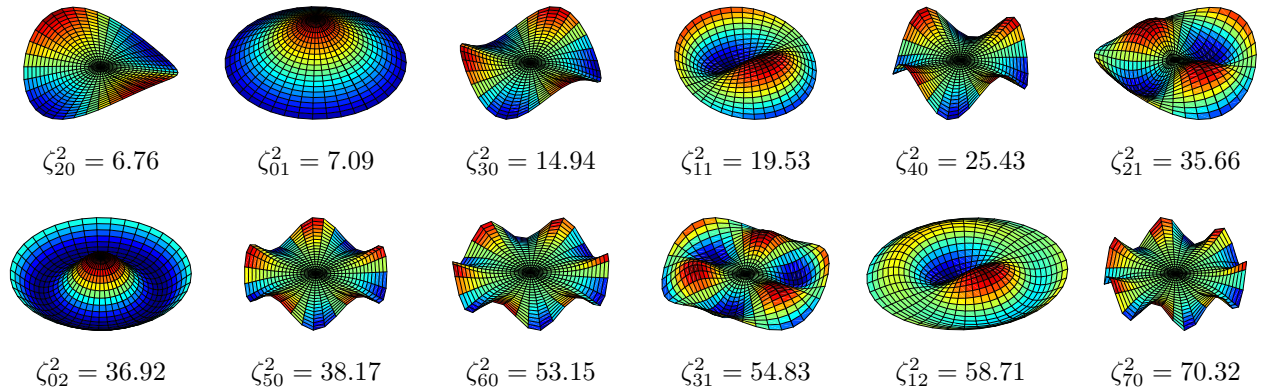 ζ²₂₀ = 6.76 ζ²₀₁ = 7.09 ζ²₃₀ = 14.94 ζ²₁₁ = 19.53 ζ²₄₀ = 25.43 ζ²₂₁ = 35.66
ζ²₀₂ = 36.92 ζ²₅₀ = 38.17 ζ²₆₀ = 53.15 ζ²₃₁ = 54.83 ζ²₁₂ = 58.71 ζ²₇₀ = 70.32